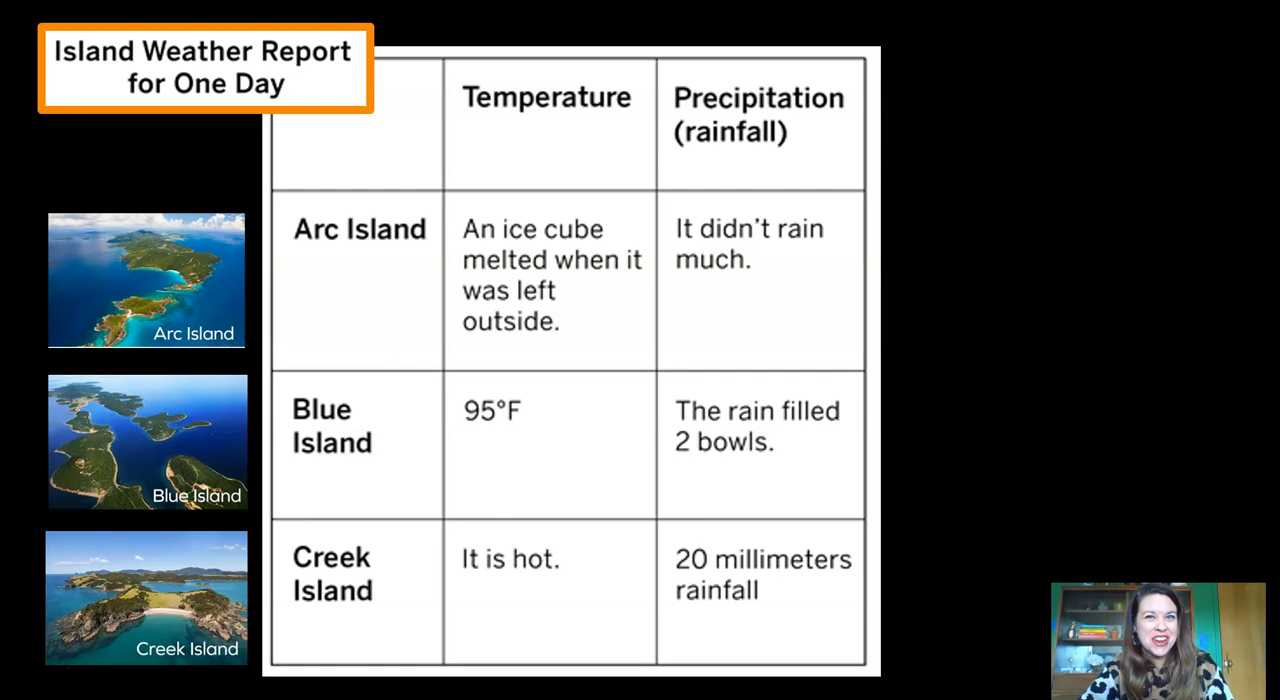 Island Weather Report
for One Day
Temperature
Precipitation
(rainfall)
Arc Island
An ice cube
melted when it
was left
outside.
It didn't rain
much.
Arc Island
Blue
Island
95°F
The rain filled
2 bowls.
Blue Island
Creek
Island
It is hot.
20 millimeters
rainfall
Creek Island